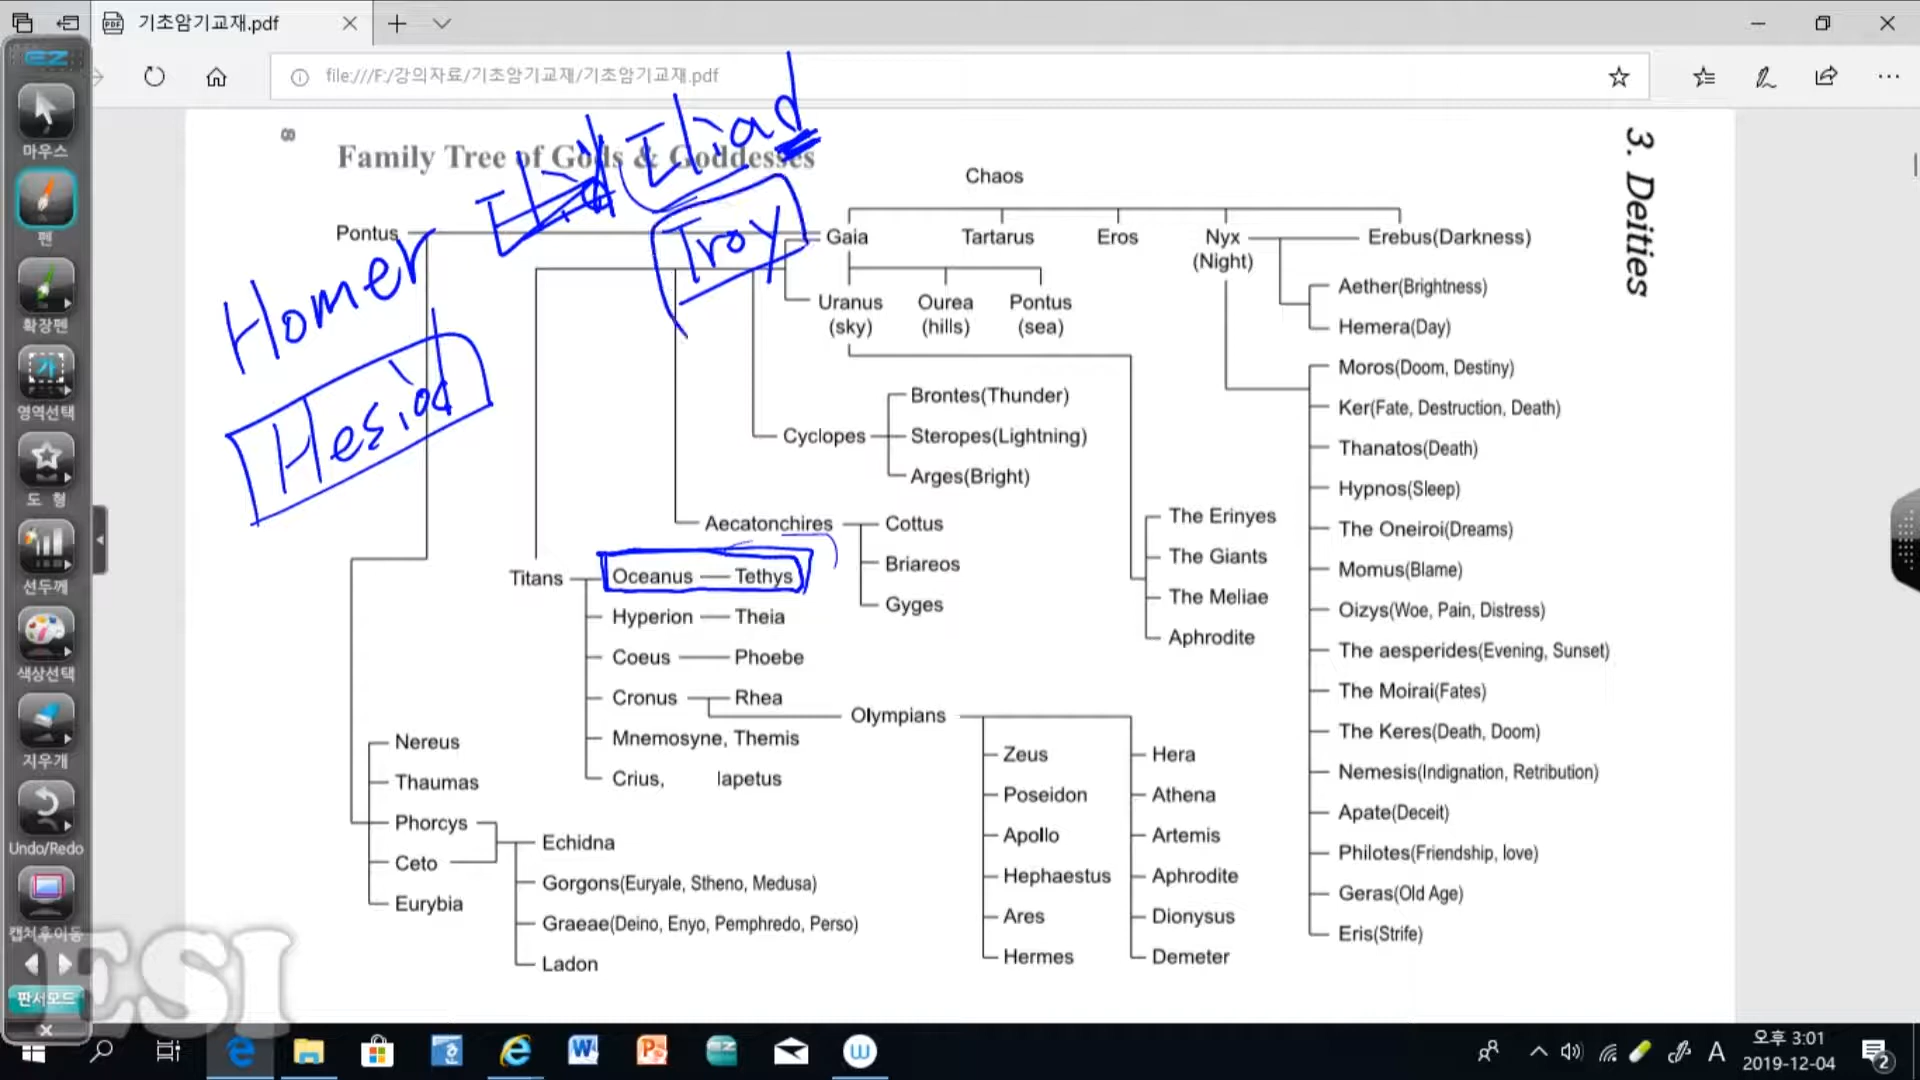 기초암기교재.pdf
file:///F:/강의자료/기초암기교재/기초암기교재.pdf
EZ
마우스
펜
확장펜
영역선택
도 형
선두께
색상선택
지우개
Undo/Redo
캡처후이동
판서모드
8
3. Deities
Family Tree of Gods & Goddesses
Iliad
Troy
Homer
Hesiod
Chaos
Pontus
Gaia
Tartarus
Eros
Nyx
(Night)
Erebus(Darkness)
Aether(Brightness)
Hemera(Day)
Uranus
(sky)
Ourea
(hills)
Pontus
(sea)
Moros(Doom, Destiny)
Ker(Fate, Destruction, Death)
Thanatos(Death)
Hypnos(Sleep)
The Oneiroi(Dreams)
Momus(Blame)
Oizys(Woe, Pain, Distress)
The aesperides(Evening, Sunset)
The Moirai(Fates)
The Keres(Death, Doom)
Nemesis(Indignation, Retribution)
Apate(Deceit)
Philotes(Friendship, love)
Geras(Old Age)
Eris(Strife)
Cyclopes
Brontes(Thunder)
Steropes(Lightning)
Arges(Bright)
Aecatonchires
Cottus
Briareos
Gyges
The Erinyes
The Giants
The Meliae
Aphrodite
Titans
Oceanus
Tethys
Hyperion
Theia
Coeus
Phoebe
Cronus
Rhea
Mnemosyne, Themis
Crius, Iapetus
Olympians
Zeus
Poseidon
Apollo
Hephaestus
Ares
Hermes
Hera
Athena
Artemis
Aphrodite
Dionysus
Demeter
Nereus
Thaumas
Phorcys
Ceto
Eurybia
Echidna
Gorgons(Euryale, Stheno, Medusa)
Graeae(Deino, Enyo, Pemphredo, Perso)
Ladon
ESI
A
오후 3:01
2019-12-04
2